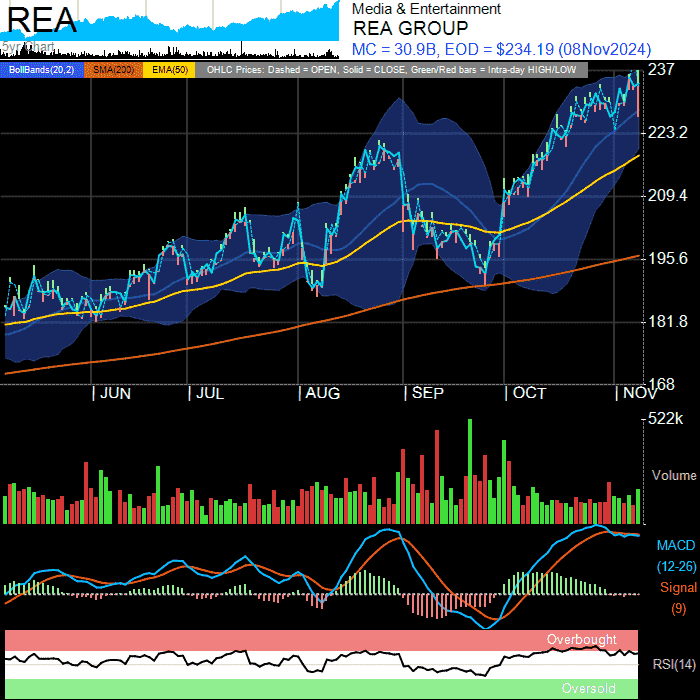 REA
5yr Chart
Media & Entertainment
REA GROUP
MC = 30.9B, EOD = $234.19 (08Nov2024)
BollBands(20,2) SMA(200) EMA(50) OHLC Prices: Dashed = OPEN, Solid = CLOSE, Green/Red bars = Intra-day HIGH/LOW
237
223.2
209.4
195.6
181.8
168
| JUN | JUL | AUG | SEP | OCT | NOV
522k
Volume
MACD
(12-26)
Signal
(9)
Overbought
RSI(14)
Oversold